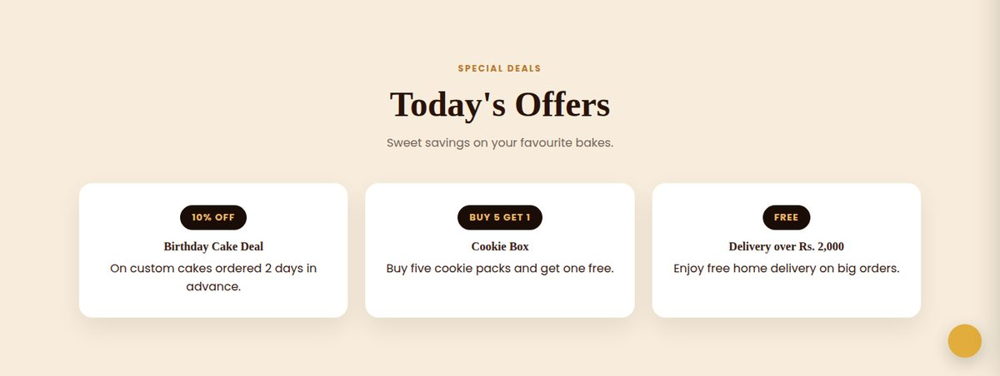 SPECIAL DEALS
Today's Offers
Sweet savings on your favourite bakes.
10% OFF
Birthday Cake Deal
On custom cakes ordered 2 days in
advance.
BUY 5 GET 1
Cookie Box
Buy five cookie packs and get one free.
FREE
Delivery over Rs. 2,000
Enjoy free home delivery on big orders.